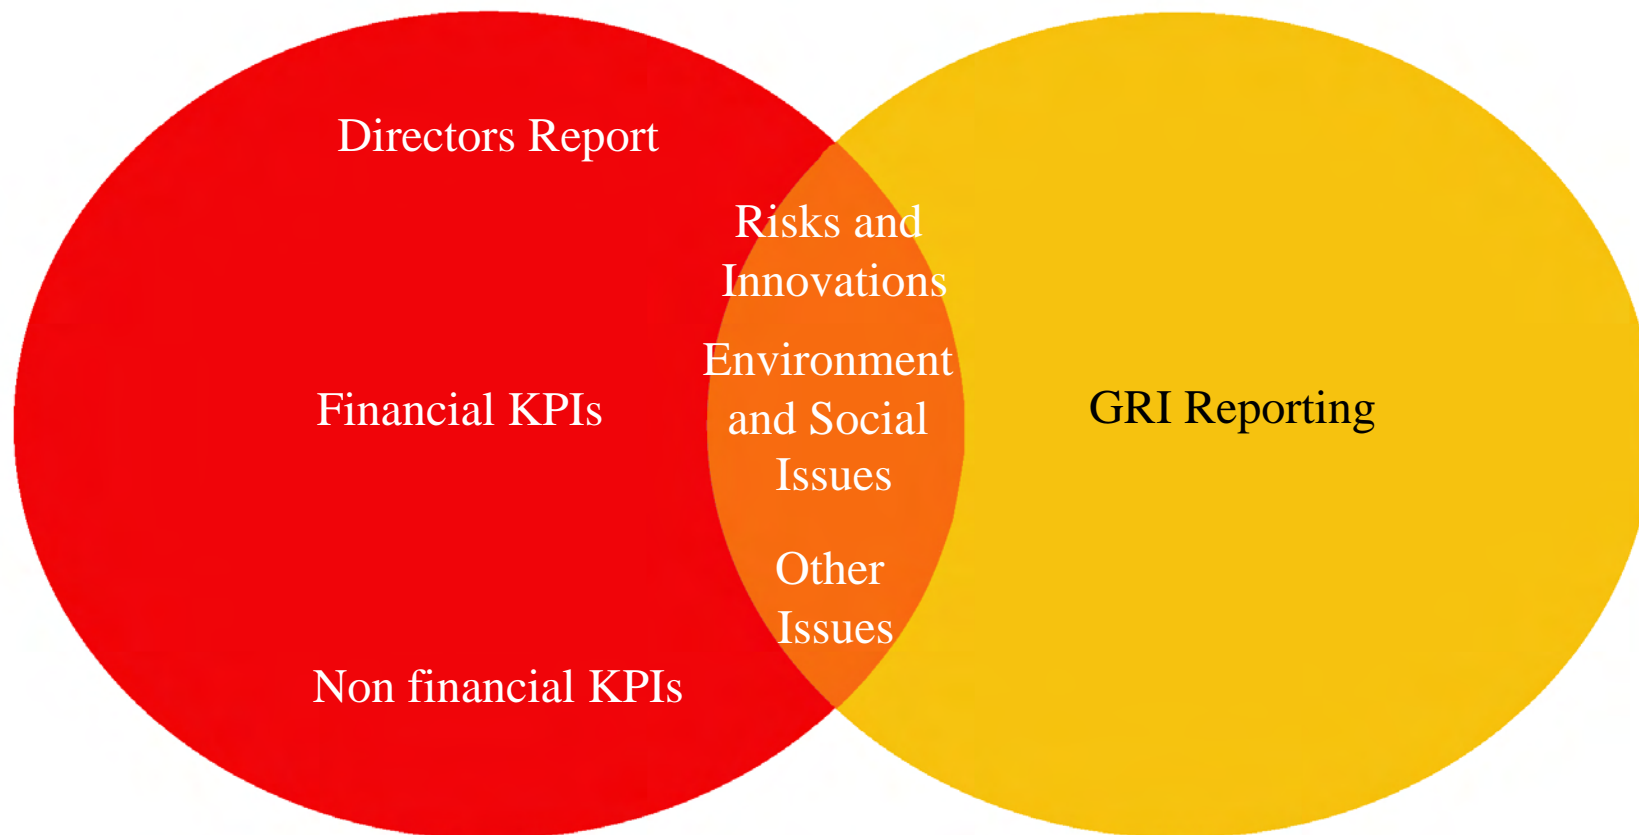 Directors Report
Financial KPIs
Non financial KPIs
Risks and
Innovations
Environment
and Social
Issues
Other
Issues
GRI Reporting